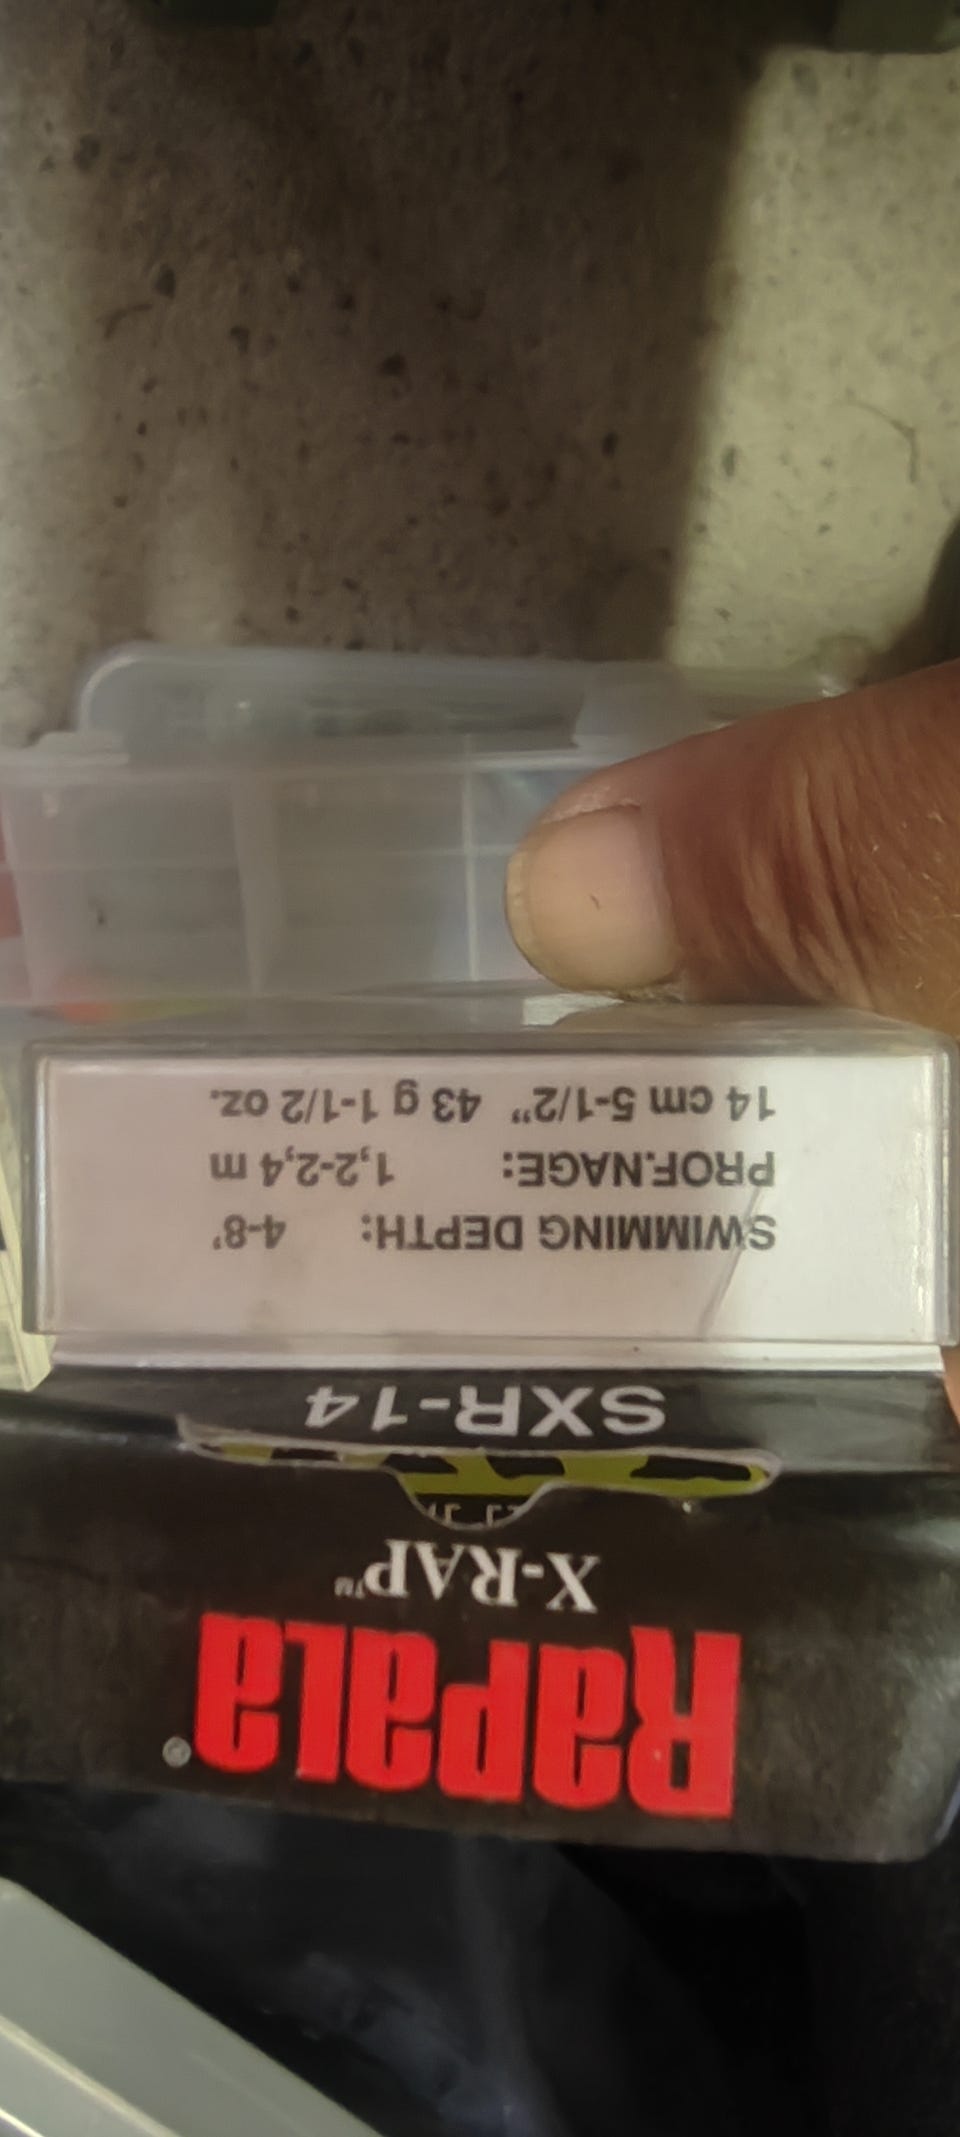 Rapala®
X-RAP™
SXR-14
SWIMMING DEPTH: 4-8'
PROF.NAGE: 1,2-2,4 m
14 cm 5-1/2" 43 g 1-1/2 oz.